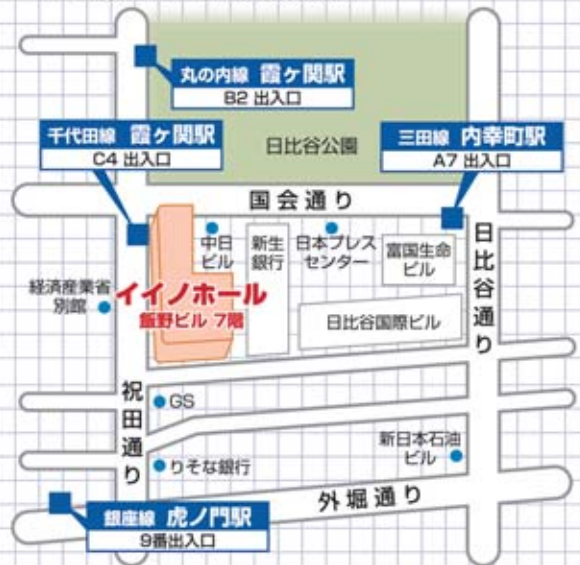 丸の内線 霞ヶ関駅
B2 出入口
千代田線 霞ヶ関駅
C4 出入口
日比谷公園
三田線 内幸町駅
A7 出入口
国会通り
中日
ビル
新生
銀行
日本プレス
センター
富国生命
ビル
日比谷通り
経済産業省
別館
イイノホール
飯野ビル 7階
日比谷国際ビル
祝田通り
GS
りそな銀行
新日本石油
ビル
外堀通り
銀座線 虎ノ門駅
9番出入口